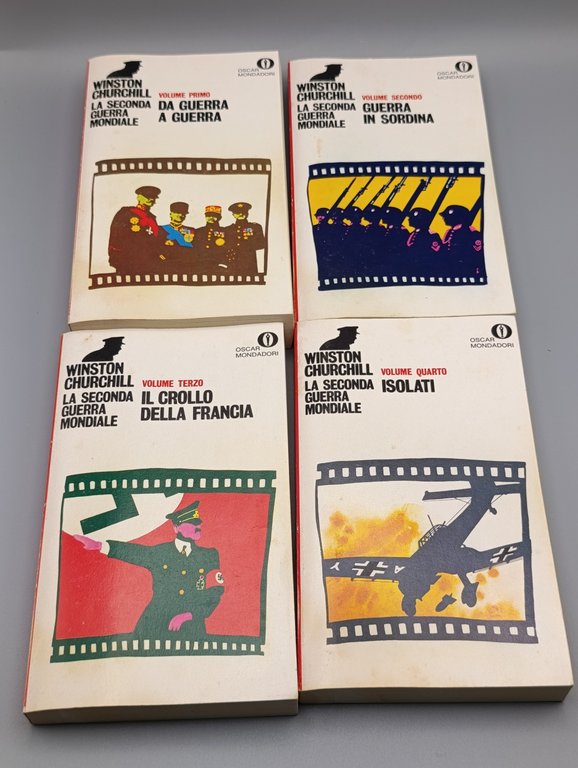 WINSTON
CHURCHILL
LA SECONDA
GUERRA
MONDIALE
VOLUME PRIMO
DA GUERRA
A GUERRA
OSCAR
MONDADORI
WINSTON
CHURCHILL
LA SECONDA
GUERRA
MONDIALE
VOLUME SECONDO
GUERRA
IN SORDINA
OSCAR
MONDADORI
WINSTON
CHURCHILL
LA SECONDA
GUERRA
MONDIALE
VOLUME TERZO
IL CROLLO
DELLA FRANCIA
OSCAR
MONDADORI
WINSTON
CHURCHILL
LA SECONDA
GUERRA
MONDIALE
VOLUME QUARTO
ISOLATI
OSCAR
MONDADORI
Y A